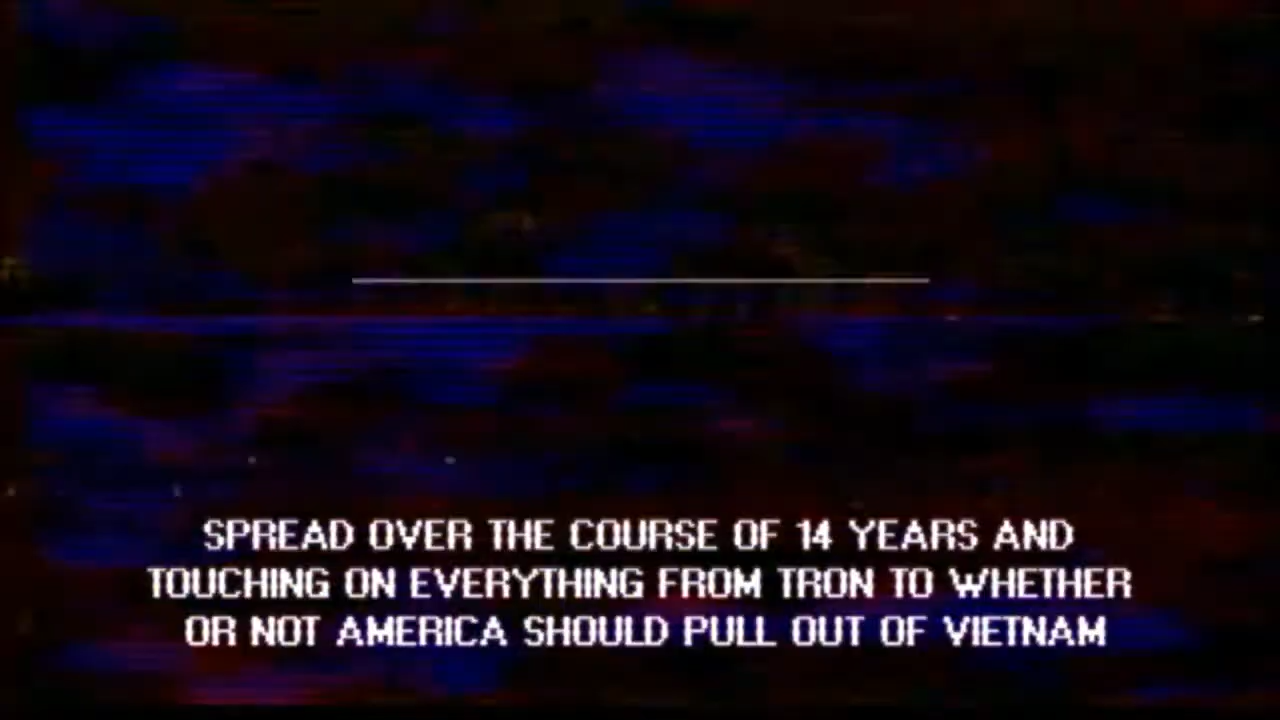 SPREAD OVER THE COURSE OF 14 YEARS AND
TOUCHING ON EVERYTHING FROM TRON TO WHETHER
OR NOT AMERICA SHOULD PULL OUT OF VIETNAM